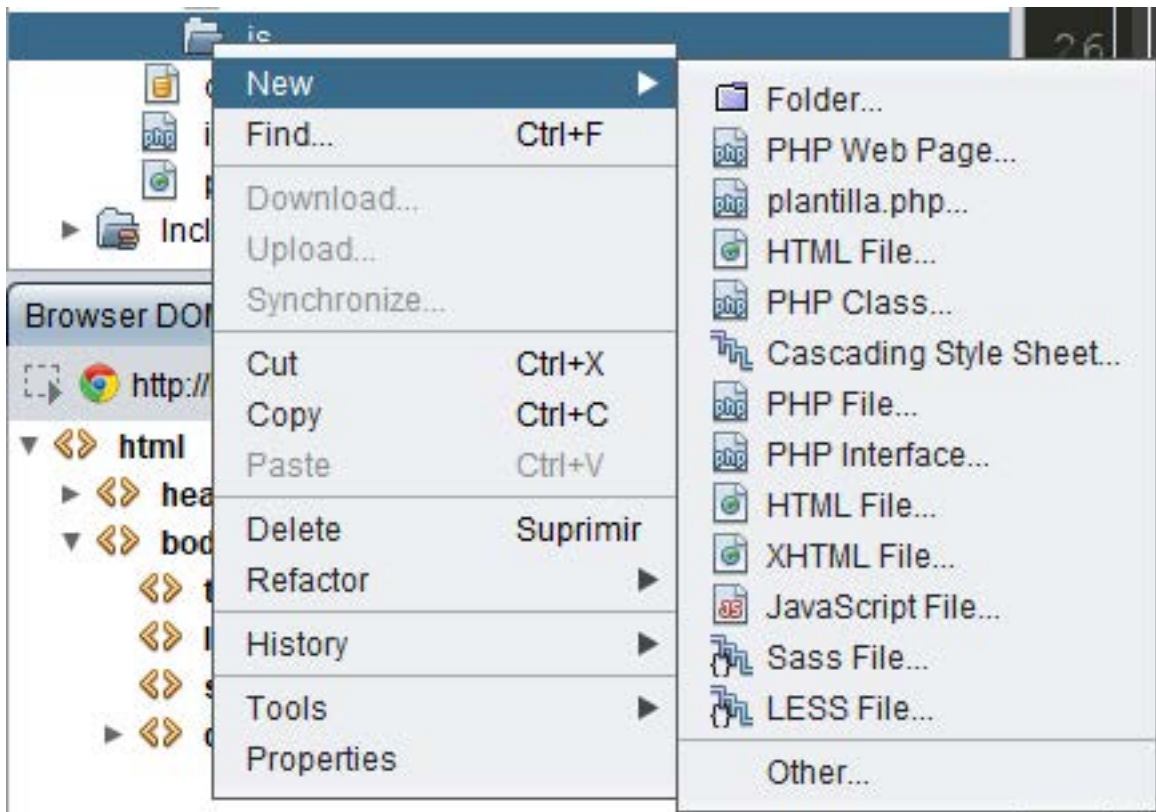 js
26
New
Find... Ctrl+F
Download...
Upload...
Synchronize...
Cut Ctrl+X
Copy Ctrl+C
Paste Ctrl+V
Delete Suprimir
Refactor
History
Tools
Properties
Folder...
PHP Web Page...
plantilla.php...
HTML File...
PHP Class...
Cascading Style Sheet...
PHP File...
PHP Interface...
HTML File...
XHTML File...
JavaScript File...
Sass File...
LESS File...
Other...
Incl
Browser DO
http://
html
hea
bod